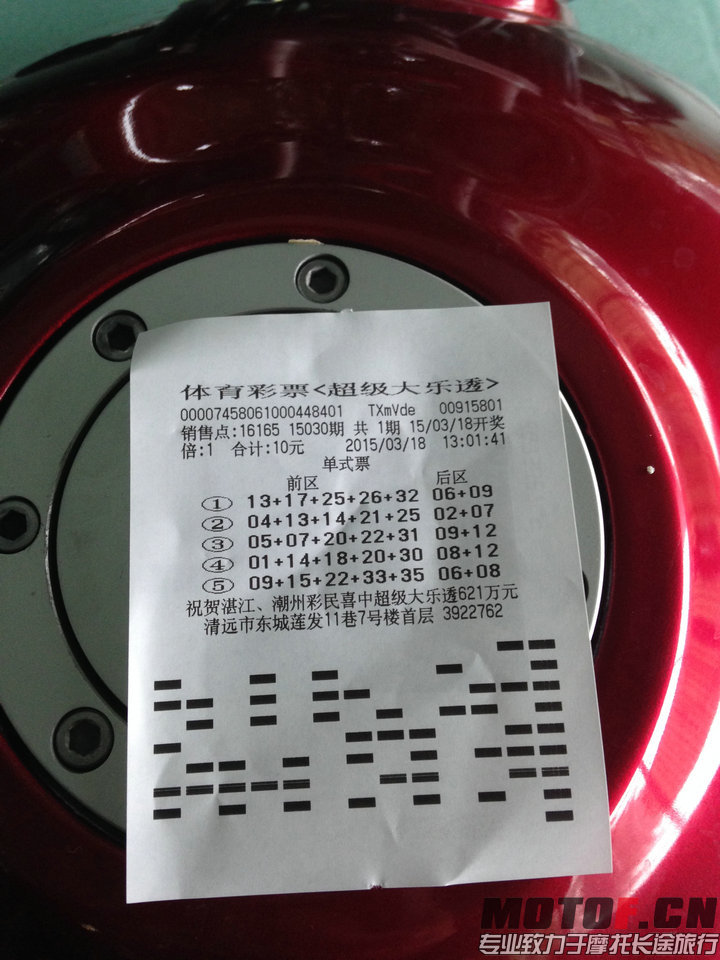 体育彩票<超级大乐透>
00007458061000448401 TXmVde 00915801
销售点:16165 15030期 共 1期 15/03/18开奖
倍:1 合计:10元 2015/03/18 13:01:41
单式票
前区 后区
① 13+17+25+26+32 06+09
② 04+13+14+21+25 02+07
③ 05+07+20+22+31 09+12
④ 01+14+18+20+30 08+12
⑤ 09+15+22+33+35 06+08
祝贺湛江、潮州彩民喜中超级大乐透621万元
清远市东城莲发11巷7号楼首层 3922762
MOTOF.CN
专业致力于摩托长途旅行